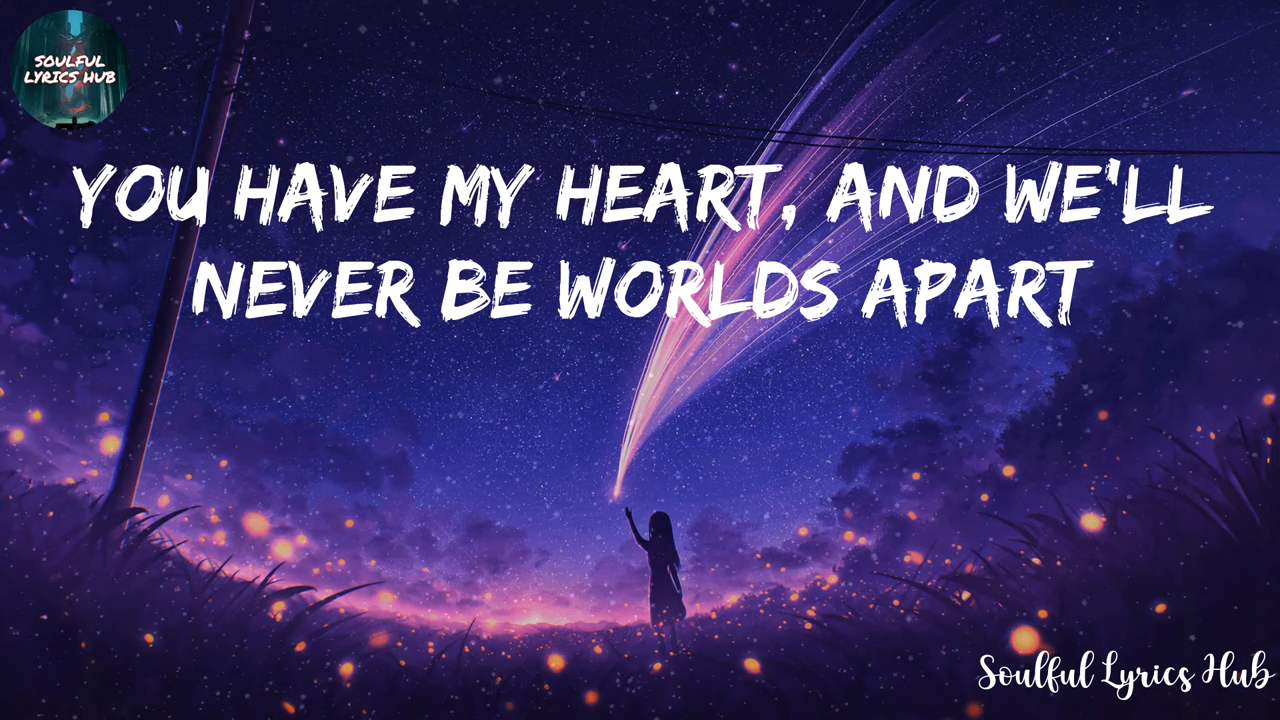 SOULFUL
LYRICS HUB
YOU HAVE MY HEART, AND WE'LL
NEVER BE WORLDS APART
Soulful Lyrics Hub